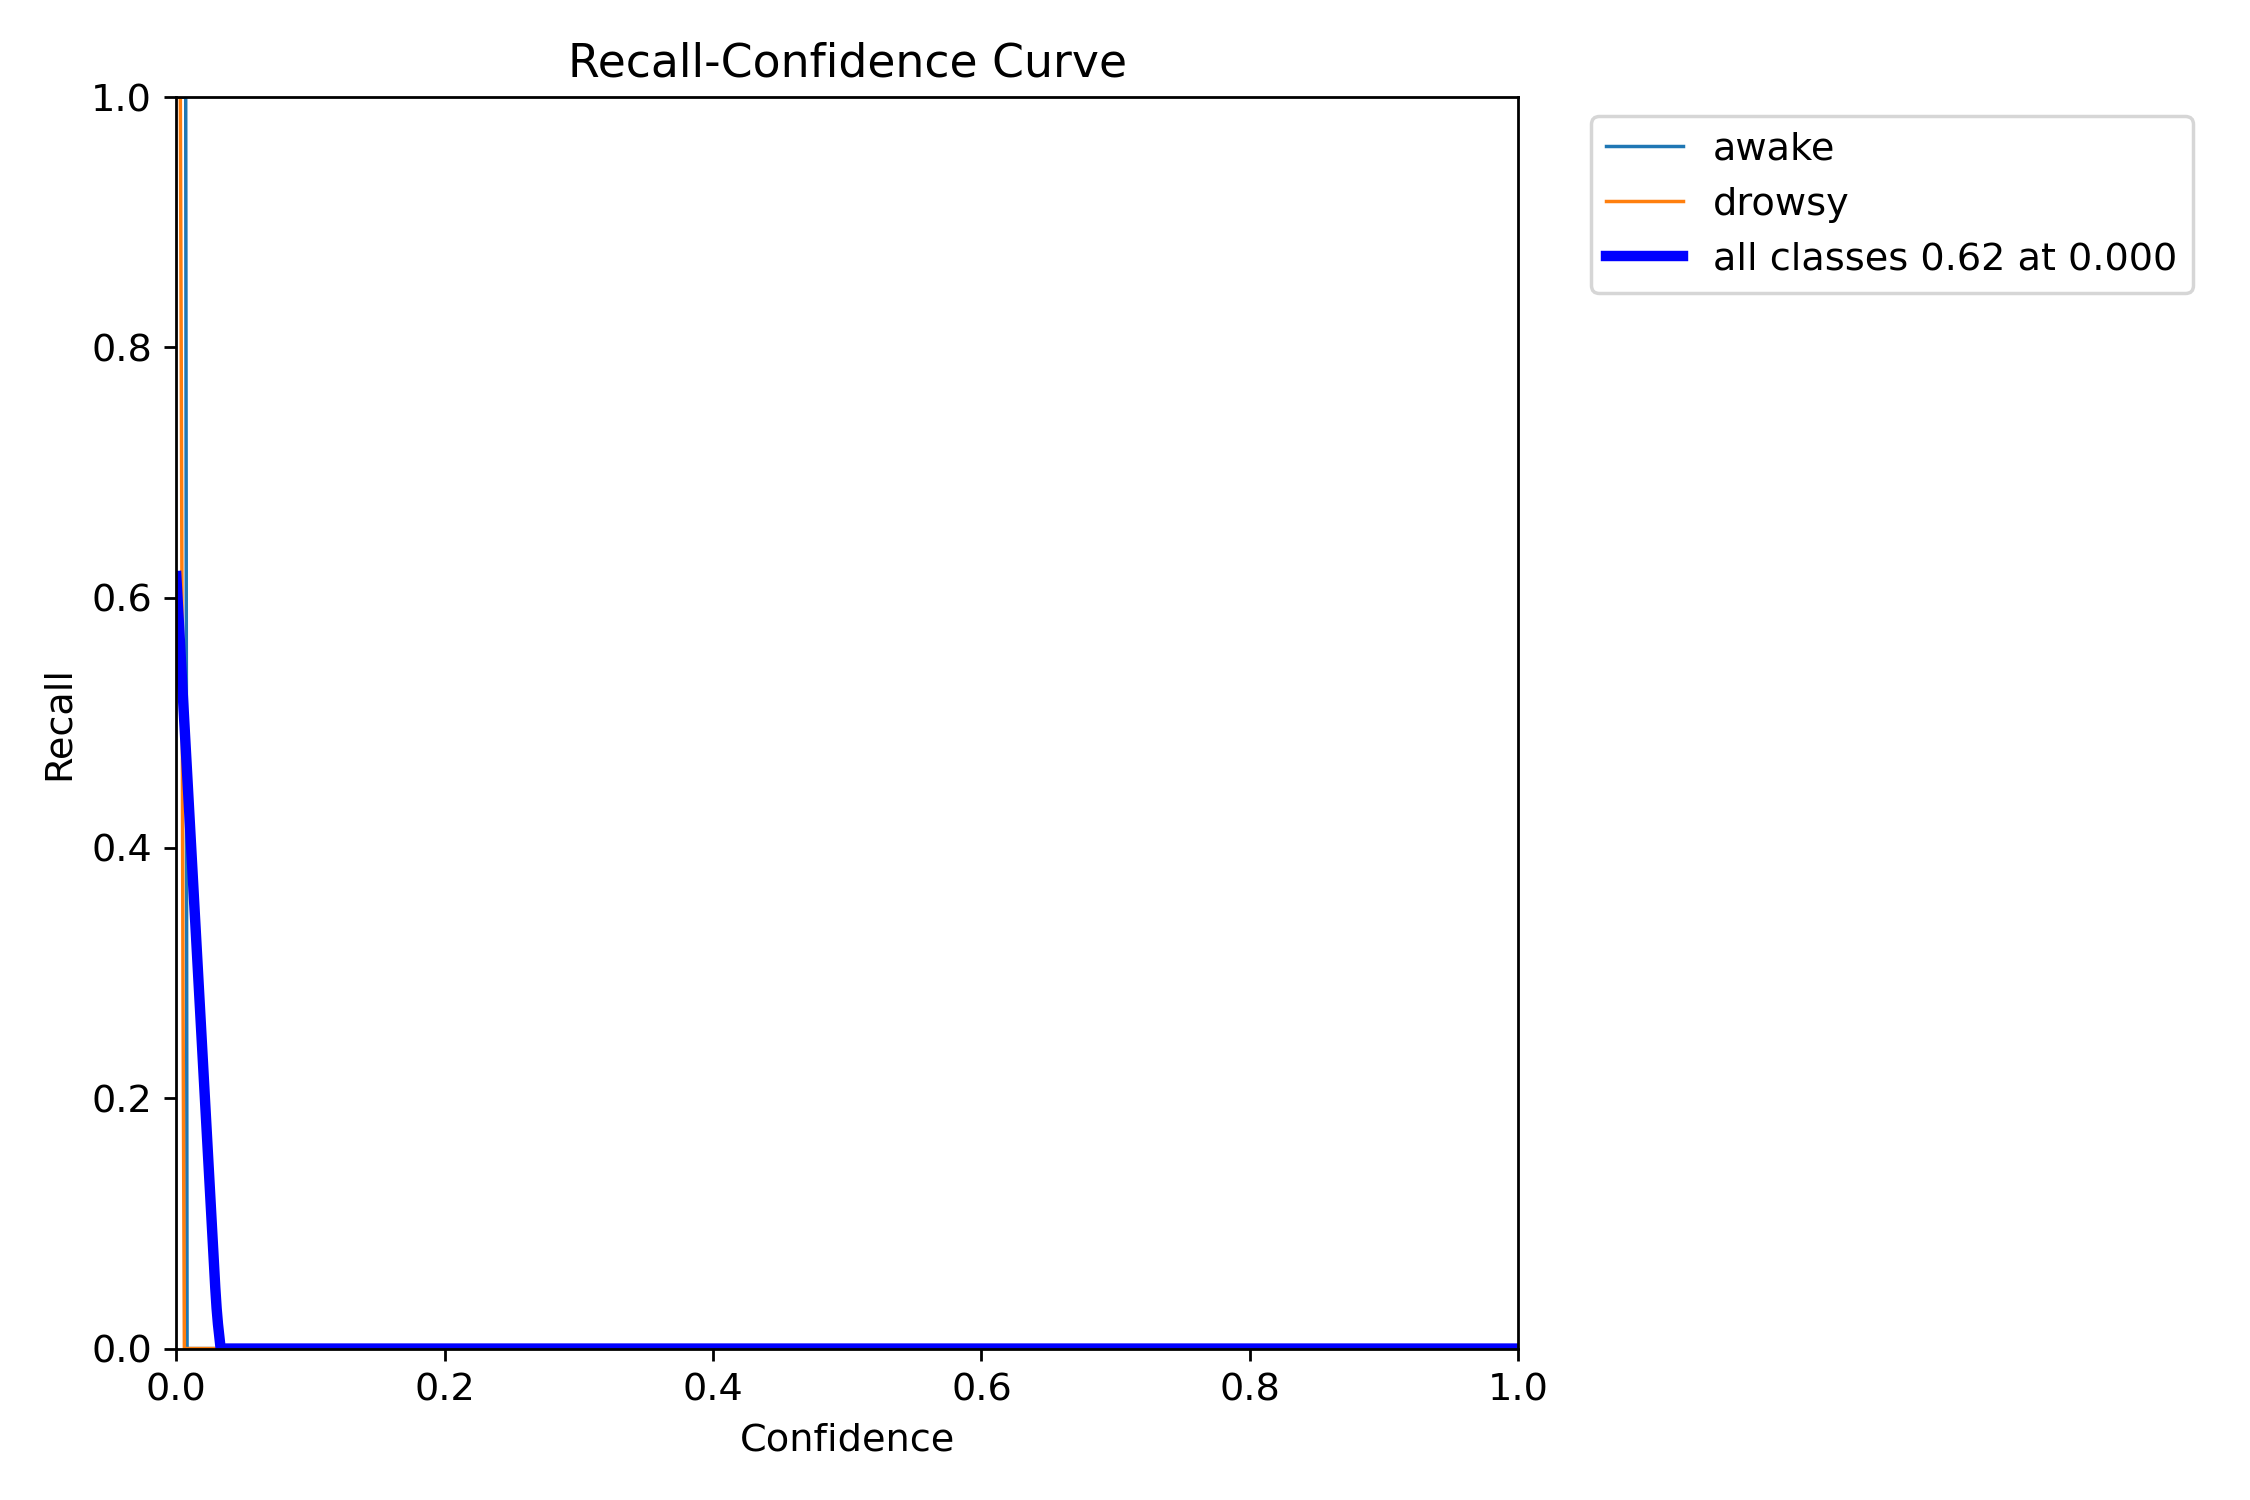 Recall-Confidence Curve
1.0
0.8
0.6
0.4
0.2
0.0
Recall
0.0 0.2 0.4 0.6 0.8 1.0
Confidence
awake
drowsy
all classes 0.62 at 0.000